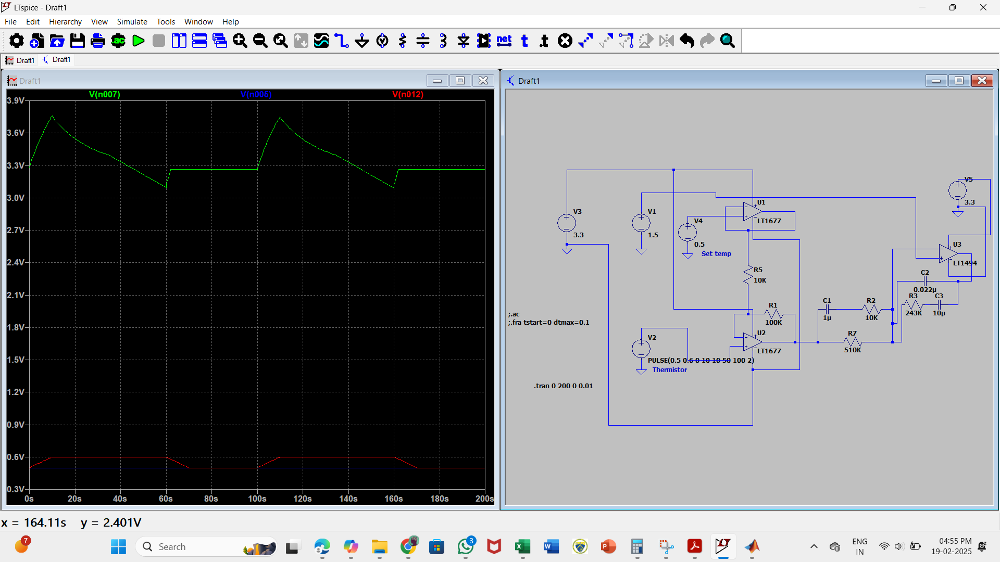 LTspice - Draft1
File Edit Hierarchy View Simulate Tools Window Help
.ac
net
t
.t
Draft1
Draft1
Draft1
V(n007) V(n005) V(n012)
3.9V
3.6V
3.3V
3.0V
2.7V
2.4V
2.1V
1.8V
1.5V
1.2V
0.9V
0.6V
0.3V
0s 20s 40s 60s 80s 100s 120s 140s 160s 180s 200s
Draft1
V3
3.3
V1
1.5
V4
0.5
Set temp
U1
LT1677
V5
3.3
U3
LT1494
R5
10K
C2
0.022µ
R3
243K
C3
10µ
C1
1µ
R2
10K
R1
100K
R7
510K
U2
LT1677
V2
PULSE(0.5 0.6 0 10 10 50 100 2)
Thermistor
;.ac
;.fra tstart=0 dtmax=0.1
.tran 0 200 0 0.01
x = 164.11s y = 2.401V
7
Search
3
ENG
IN
04:55 PM
19-02-2025